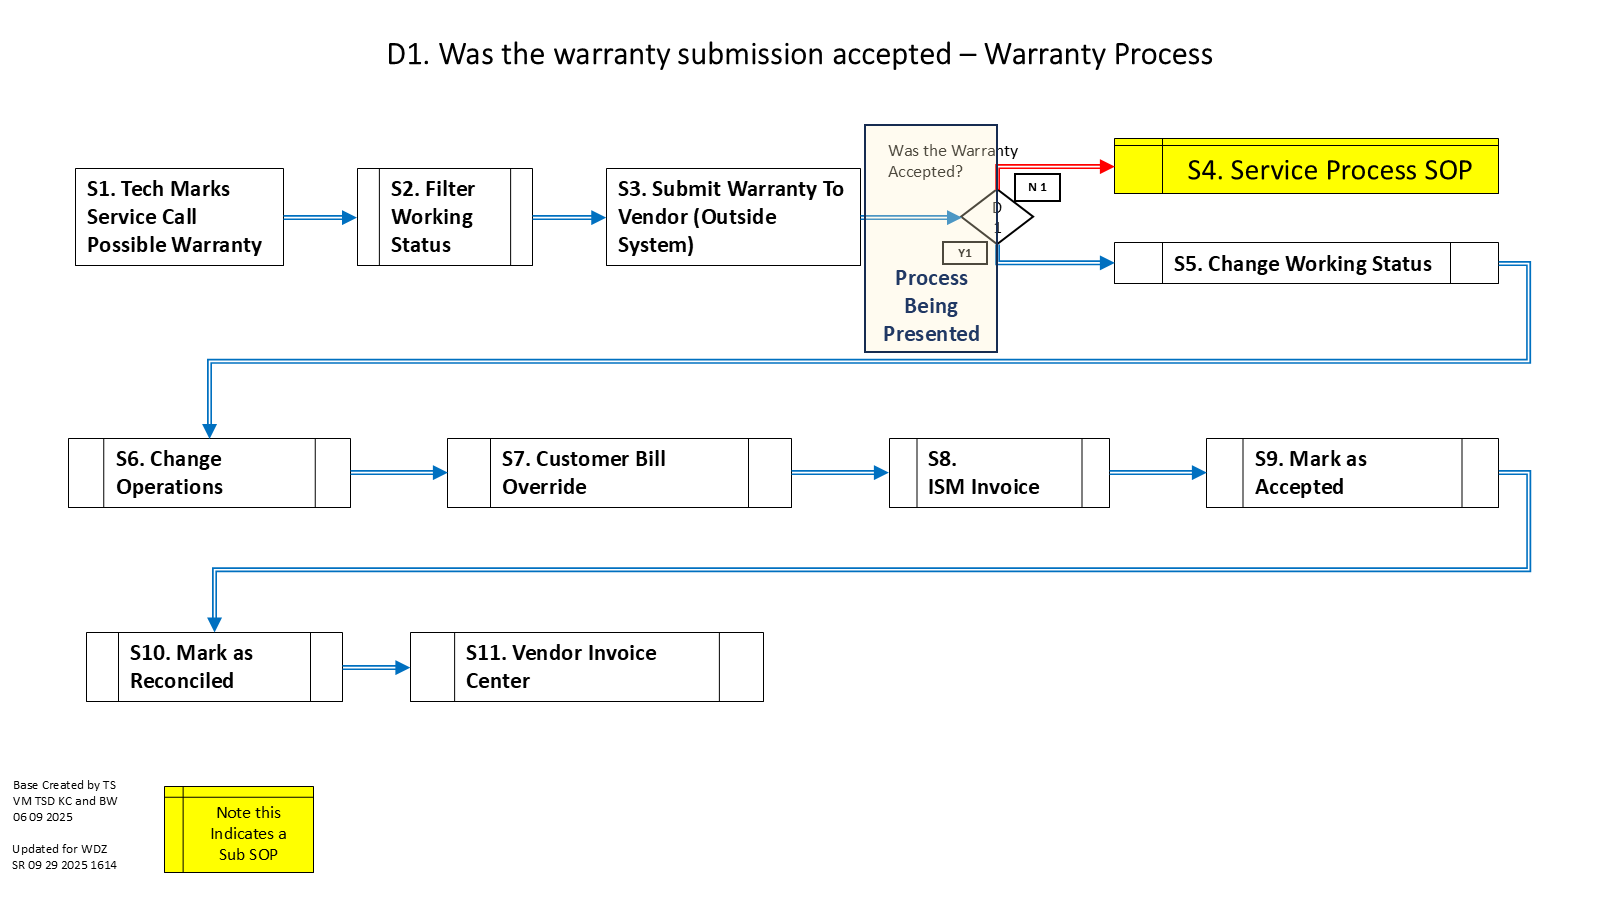 D1. Was the warranty submission accepted – Warranty Process
S1. Tech Marks
Service Call
Possible Warranty
S2. Filter
Working
Status
S3. Submit Warranty To
Vendor (Outside
System)
Was the Warranty
Accepted?
D
1
N 1
Y1
Process
Being
Presented
S4. Service Process SOP
S5. Change Working Status
S6. Change
Operations
S7. Customer Bill
Override
S8.
ISM Invoice
S9. Mark as
Accepted
S10. Mark as
Reconciled
S11. Vendor Invoice
Center
Base Created by TS
VM TSD KC and BW
06 09 2025
Updated for WDZ
SR 09 29 2025 1614
Note this
Indicates a
Sub SOP